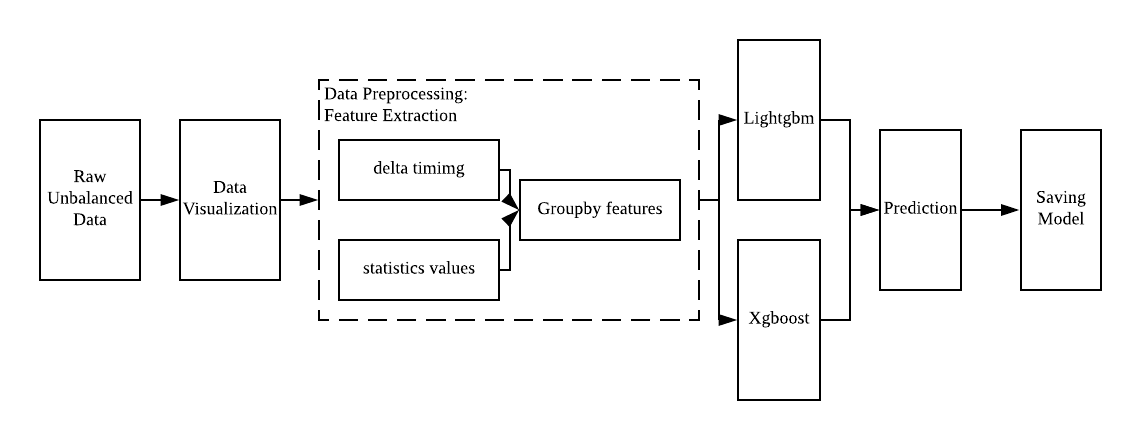 Raw
Unbalanced
Data
Data
Visualization
Data Preprocessing:
Feature Extraction
delta timimg
statistics values
Groupby features
Lightgbm
Xgboost
Prediction
Saving
Model